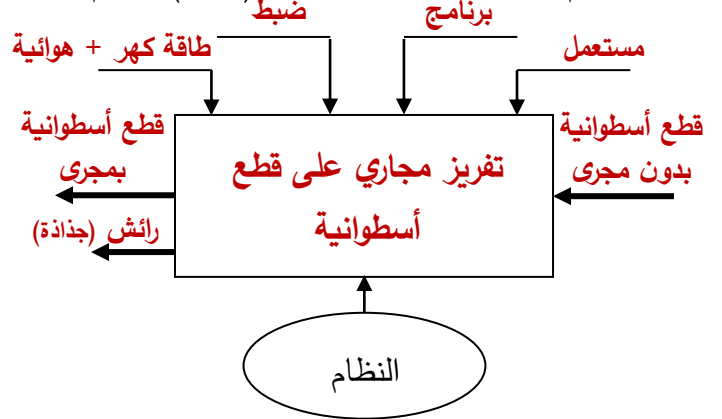 ضبط
برنامج
مستعمل
طاقة كهر + هوائية
قطع أسطوانية
بدون مجرى
تفريز مجاري على قطع
أسطوانية
قطع أسطوانية
بمجرى
رائش (جذاذة)
النظام